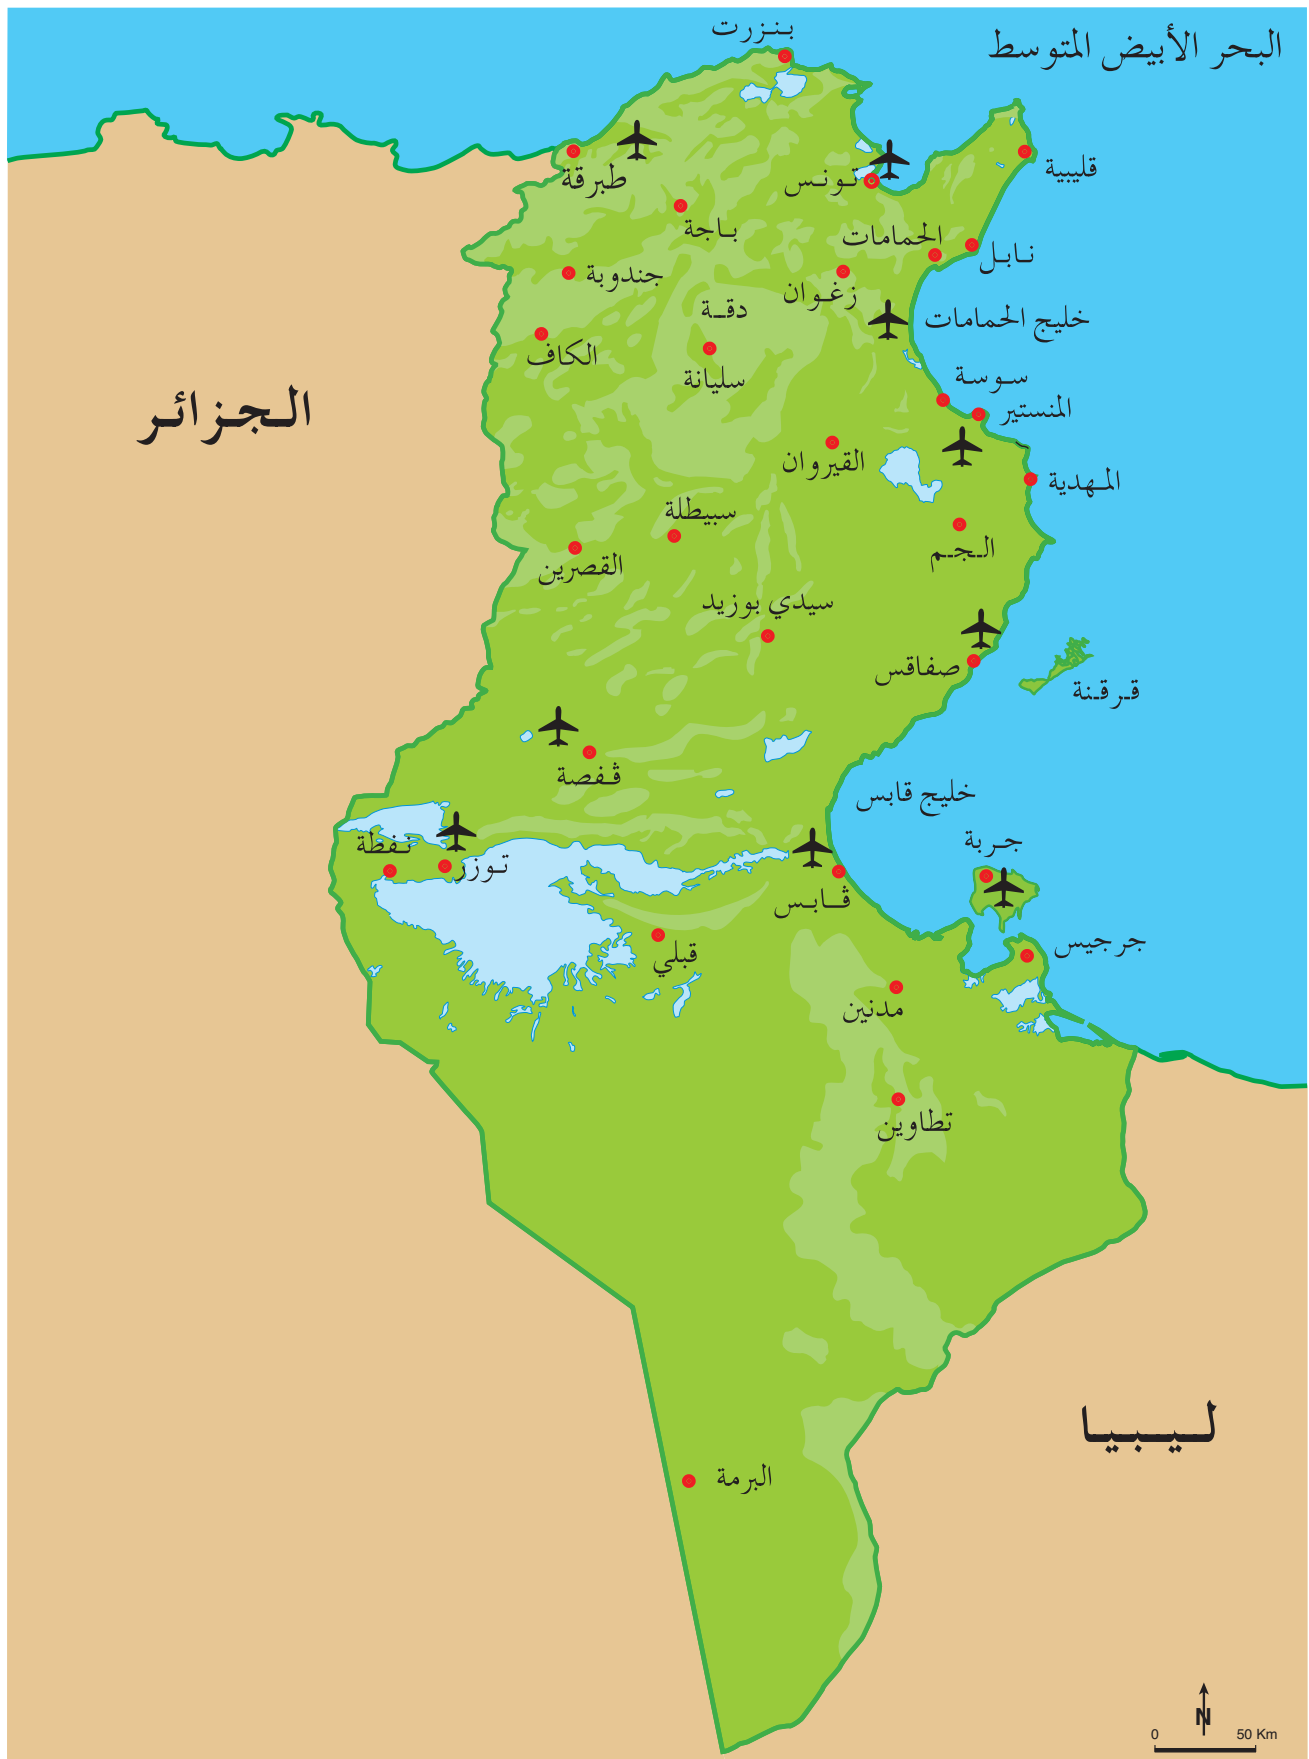 بنزرت
البحر الأبيض المتوسط
قليبية
طبرقة
تونس
باجة
الحمامات
نابل
جندوبة
زغوان
دقة
خليج الحمامات
الكاف
سليانة
سوسة
المنستير
الجزائر
القيروان
المهدية
سبيطلة
الجم
القصرين
سيدي بوزيد
صفاقس
قرقنة
ڤفصة
خليج قابس
جربة
نفطة
توزر
ڤابس
جرجيس
قبلي
مدنين
تطاوين
ليبيا
البرمة
N
0 50 Km